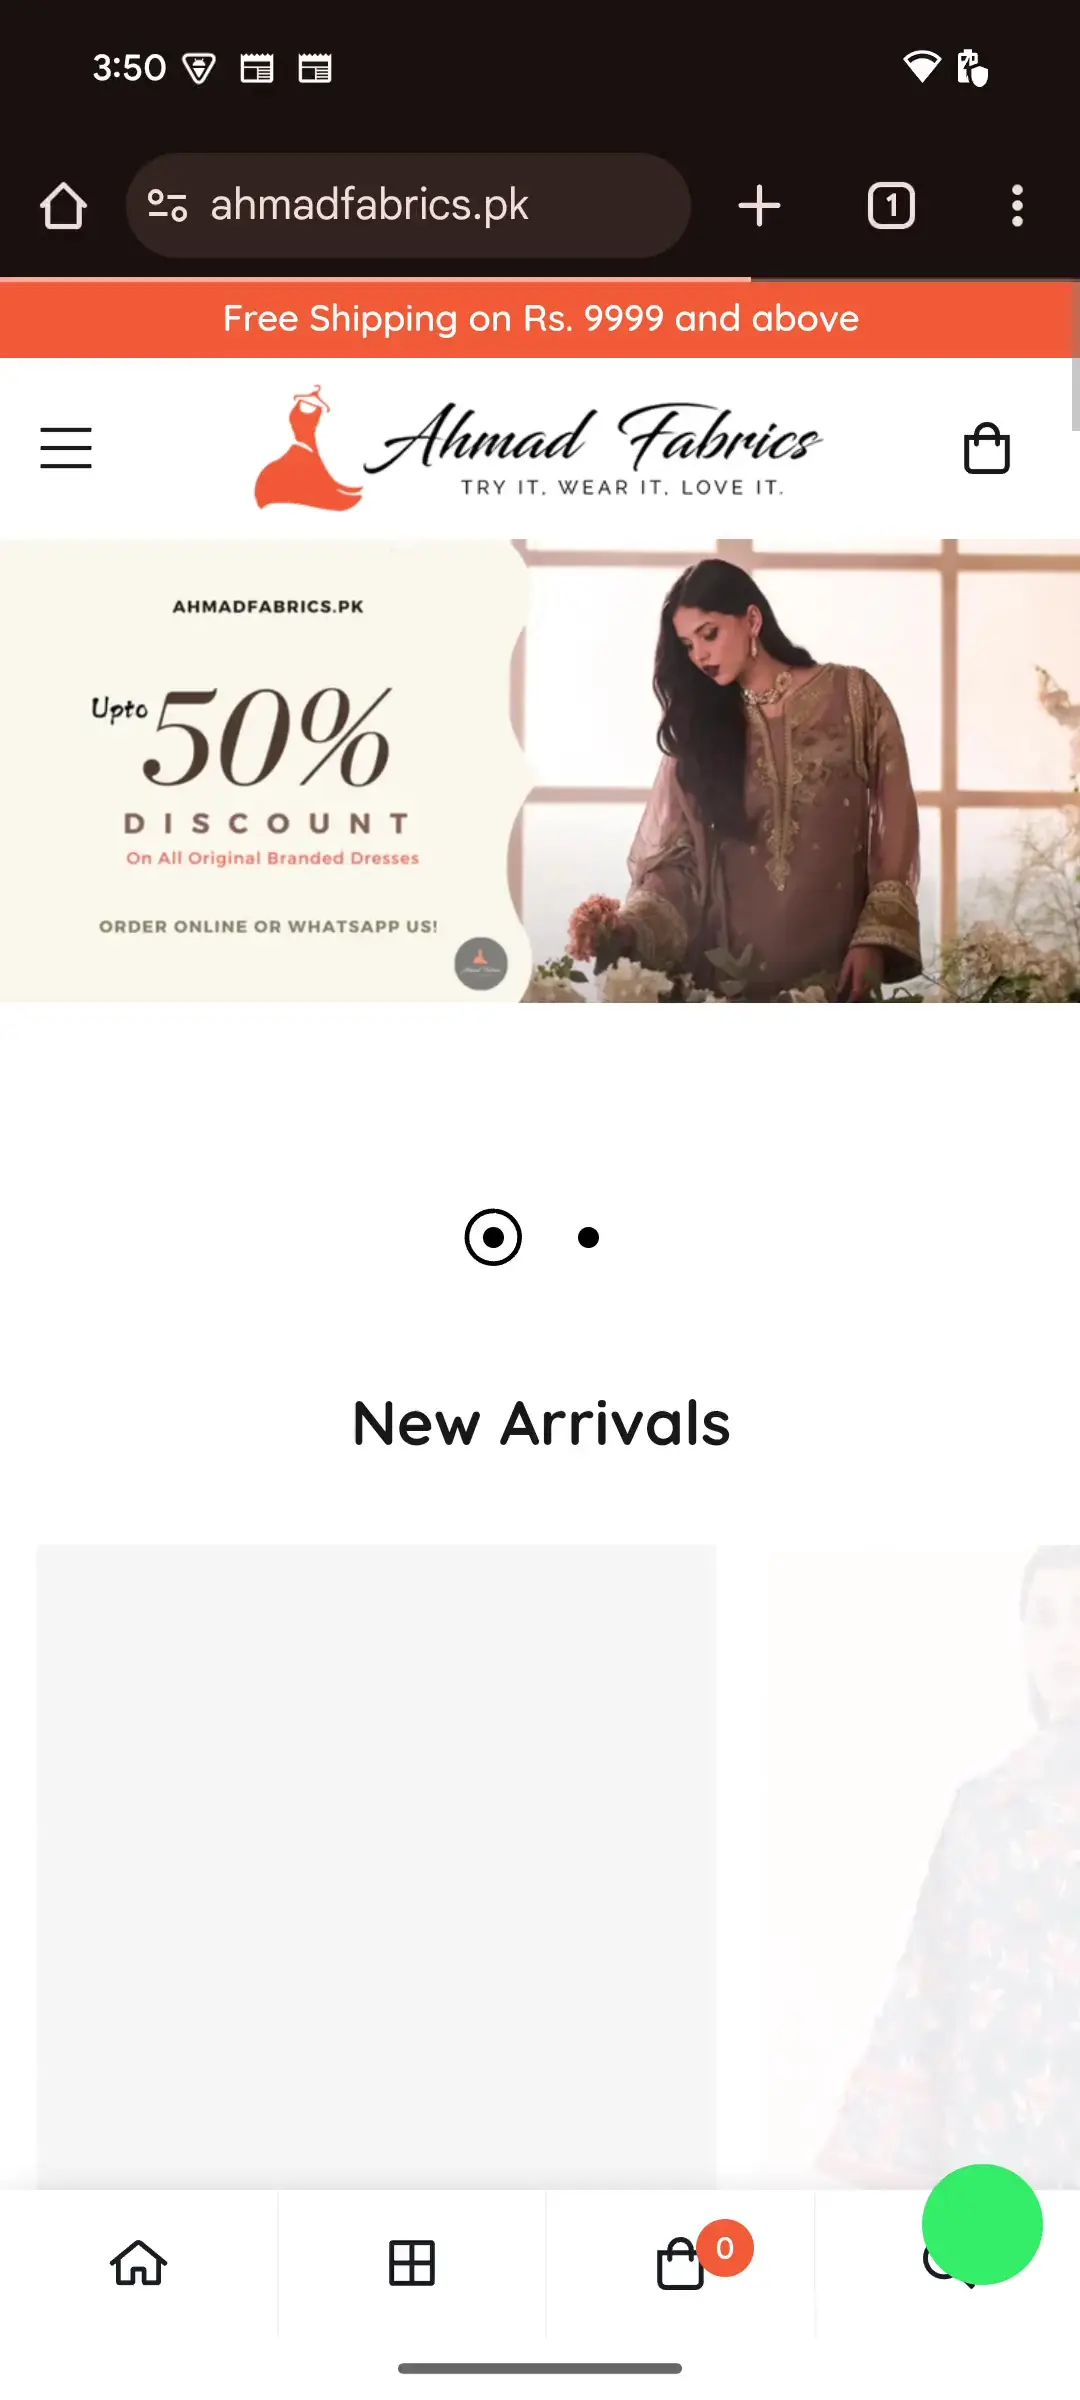 3:50
ahmadfabrics.pk
1
Free Shipping on Rs. 9999 and above
Ahmad Fabrics
TRY IT. WEAR IT. LOVE IT.
AHMADFABRICS.PK
Upto 50%
DISCOUNT
On All Original Branded Dresses
ORDER ONLINE OR WHATSAPP US!
New Arrivals
0